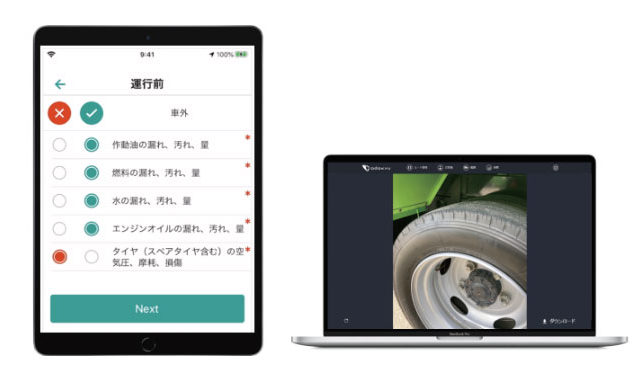 9:41
100%
運行前
車外
作動油の漏れ、汚れ、量
*
燃料の漏れ、汚れ、量
*
水の漏れ、汚れ、量
*
エンジンオイルの漏れ、汚れ、量
*
タイヤ（スペアタイヤ含む）の空
気圧、摩耗、損傷
*
Next
ダウンロード
MacBook Pro